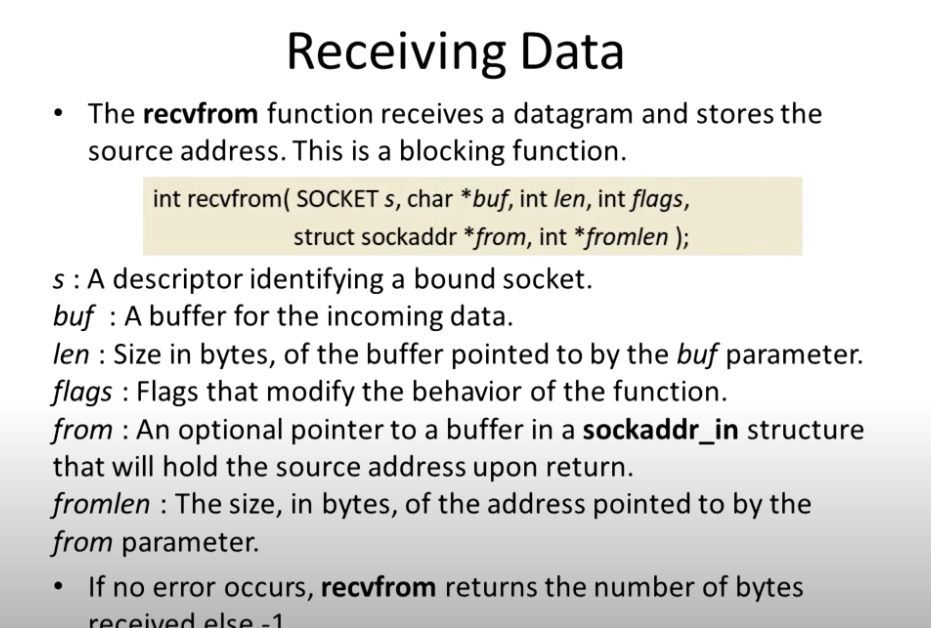 Receiving Data
• The recvfrom function receives a datagram and stores the
source address. This is a blocking function.
int recvfrom( SOCKET s, char *buf, int len, int flags,
struct sockaddr *from, int *fromlen );
s : A descriptor identifying a bound socket.
buf : A buffer for the incoming data.
len : Size in bytes, of the buffer pointed to by the buf parameter.
flags : Flags that modify the behavior of the function.
from : An optional pointer to a buffer in a sockaddr_in structure
that will hold the source address upon return.
fromlen : The size, in bytes, of the address pointed to by the
from parameter.
• If no error occurs, recvfrom returns the number of bytes
received else -1